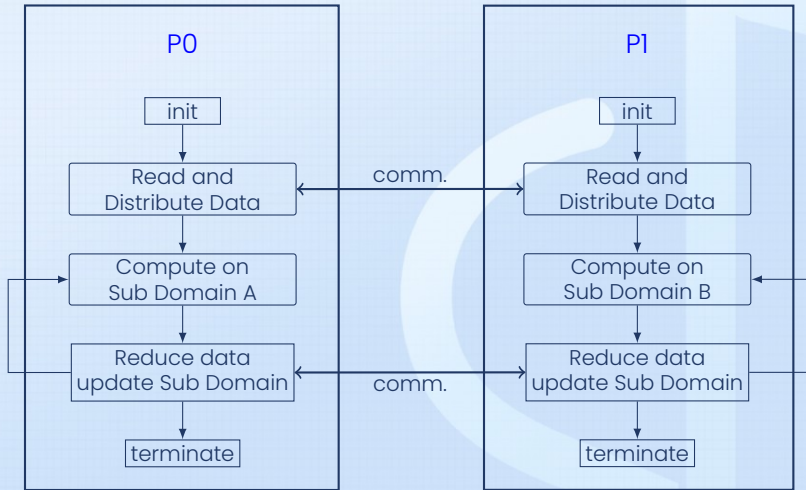 P0
init
Read and
Distribute Data
Compute on
Sub Domain A
Reduce data
update Sub Domain
terminate
comm.
comm.
P1
init
Read and
Distribute Data
Compute on
Sub Domain B
Reduce data
update Sub Domain
terminate